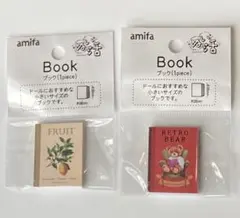 amifa
Book
ブック(1piece)
ドールにおすすめな
小さいサイズの
ブックです。
FRUIT
amifa
Book
ブック(1piece)
ドールにおすすめな
小さいサイズの
ブックです。
RETRO
BEAR